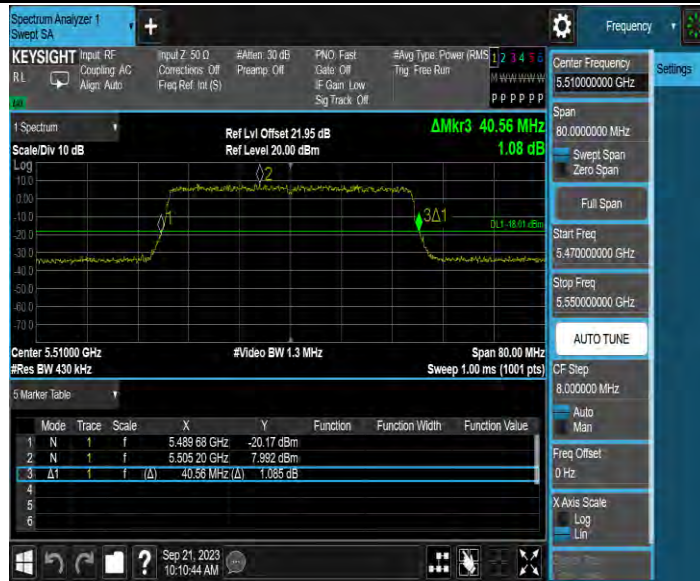 Spectrum Analyzer 1
Swept SA
+
Frequency
KEYSIGHT
RL
Input: RF
Coupling: AC
Align: Auto
Input Z: 50 Ω
Corrections: Off
Freq Ref: Int (S)
#Atten: 30 dB
Preamp: Off
PNO: Fast
Gate: Off
IF Gain: Low
Sig Track: Off
#Avg Type: Power (RMS
Trig: Free Run
1 2 3 4 5 6
M W W W W W
P P P P P P
Center Frequency
5.510000000 GHz
Settings
Span
80.0000000 MHz
Swept Span
Zero Span
Full Span
Start Freq
5.470000000 GHz
Stop Freq
5.550000000 GHz
AUTO TUNE
CF Step
8.000000 MHz
Auto
Man
Freq Offset
0 Hz
X Axis Scale
Log
Lin
1 Spectrum
Scale/Div 10 dB
Ref Lvl Offset 21.95 dB
Ref Level 20.00 dBm
ΔMkr3 40.56 MHz
1.08 dB
Log
10.0
0.00
-10.0
-20.0
-30.0
-40.0
-50.0
-60.0
-70.0
1
2
3Δ1
DL1 -18.01 dBm
Center 5.51000 GHz
#Video BW 1.3 MHz
Span 80.00 MHz
#Res BW 430 kHz
Sweep 1.00 ms (1001 pts)
5 Marker Table
Mode Trace Scale X Y Function Function Width Function Value
1 N 1 f 5.489 68 GHz -20.17 dBm
2 N 1 f 5.505 20 GHz 7.992 dBm
3 Δ1 1 f (Δ) 40.56 MHz (Δ) 1.085 dB
4
5
6
?
Sep 21, 2023
10:10:44 AM